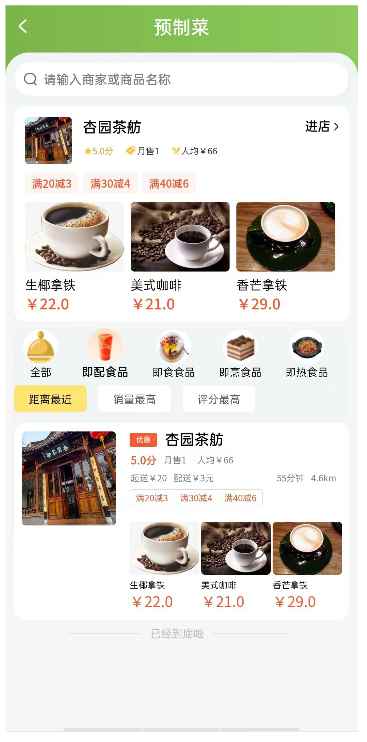 预制菜
请输入商家或商品名称
杏园茶舫
进店
5.0分 月售1 人均￥66
满20减3 满30减4 满40减6
生椰拿铁 美式咖啡 香芒拿铁
￥22.0 ￥21.0 ￥29.0
全部 即配食品 即食食品 即烹食品 即热食品
距离最近 销量最高 评分最高
杏园茶舫
5.0分 月售1 人均￥66
起送￥20 配送￥3元 4.6km
满20减3 满30减4 满40减6
生椰拿铁 美式咖啡 香芒拿铁
￥22.0 ￥21.0 ￥29.0
已经到底啦